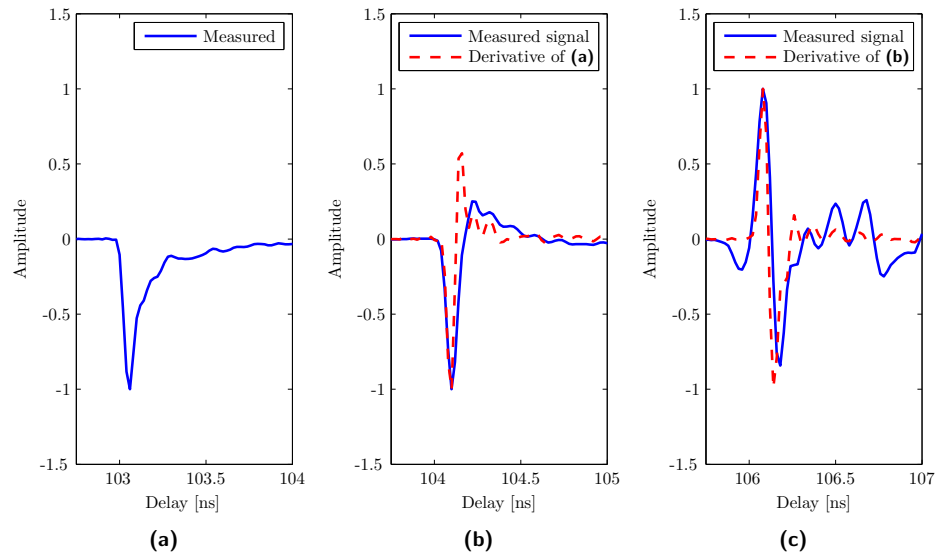 1.5
1
0.5
0
-0.5
-1
-1.5
Amplitude
103
103.5
104
Delay [ns]
Measured
(a)
1.5
1
0.5
0
-0.5
-1
-1.5
Amplitude
104
104.5
105
Delay [ns]
Measured signal
Derivative of (a)
(b)
1.5
1
0.5
0
-0.5
-1
-1.5
Amplitude
106
106.5
107
Delay [ns]
Measured signal
Derivative of (b)
(c)